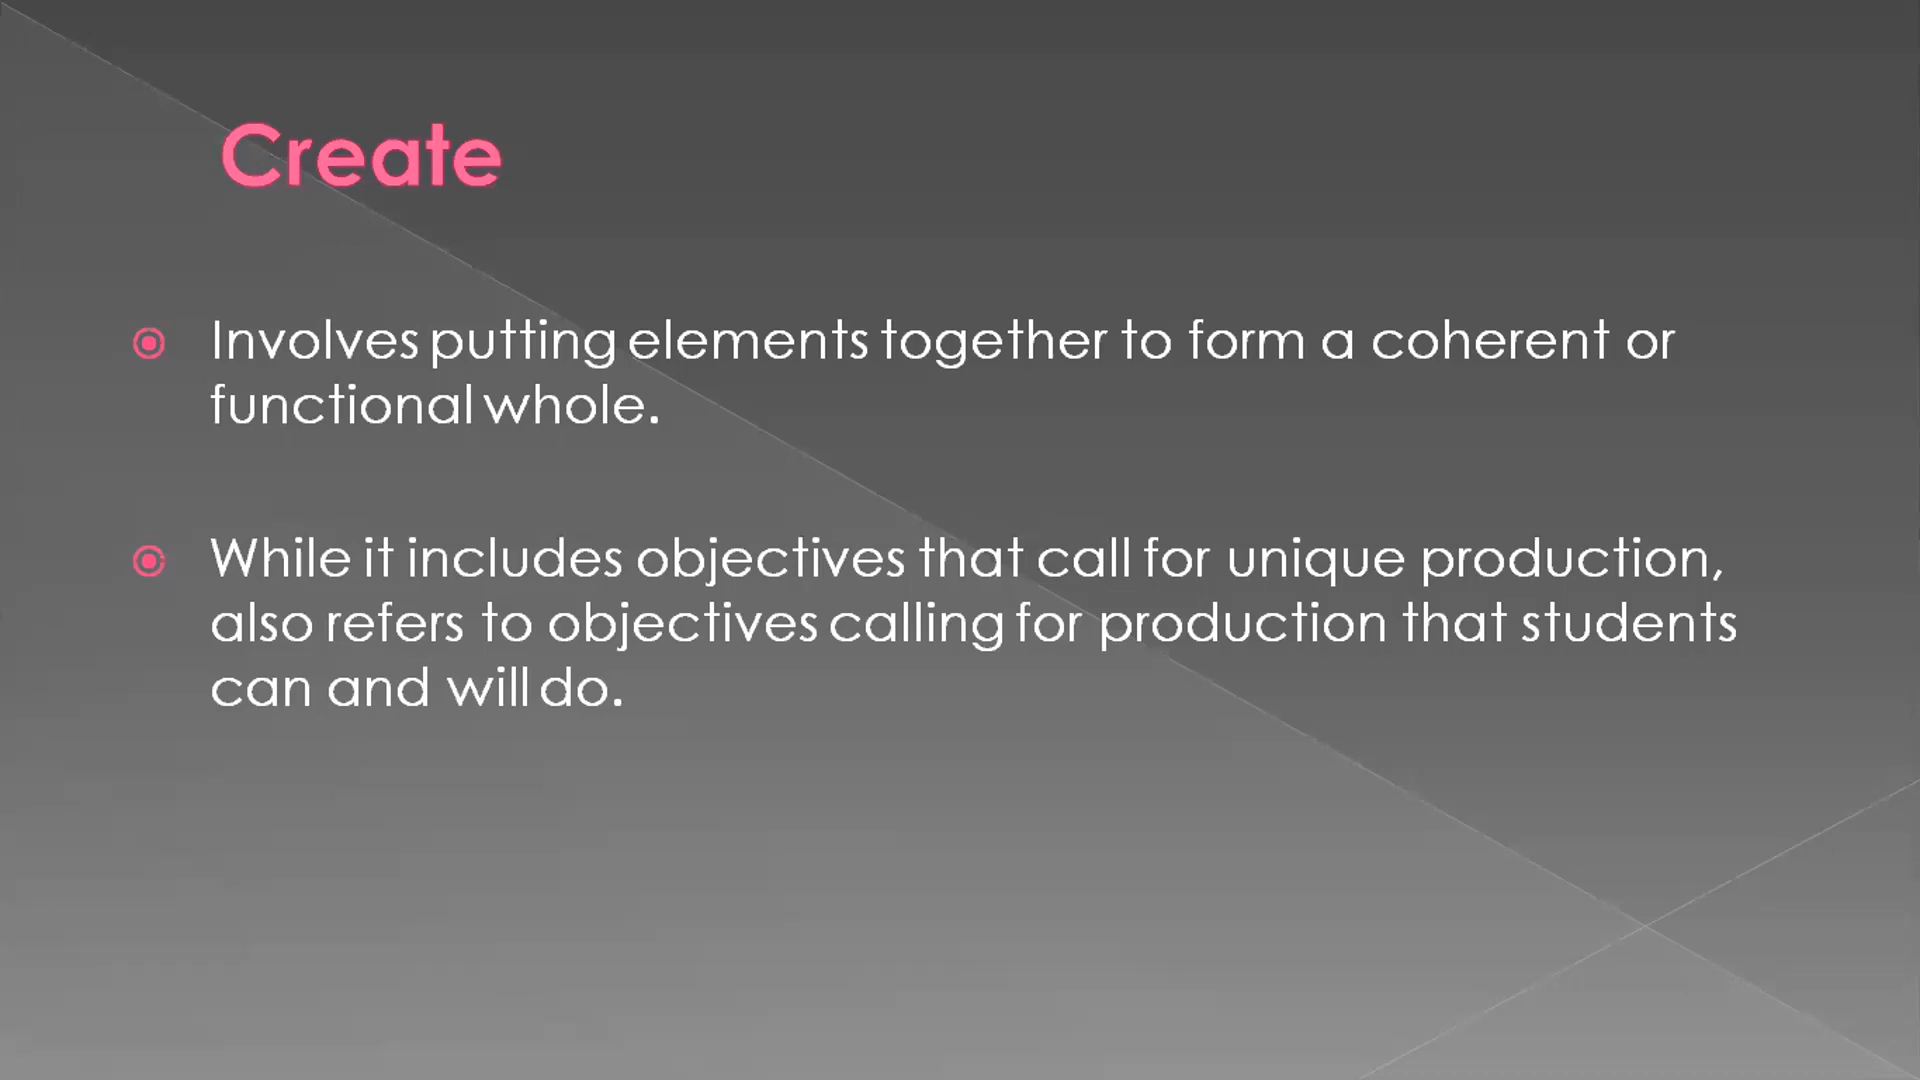 Create
Involves putting elements together to form a coherent or
functional whole.
While it includes objectives that call for unique production,
also refers to objectives calling for production that students
can and will do.